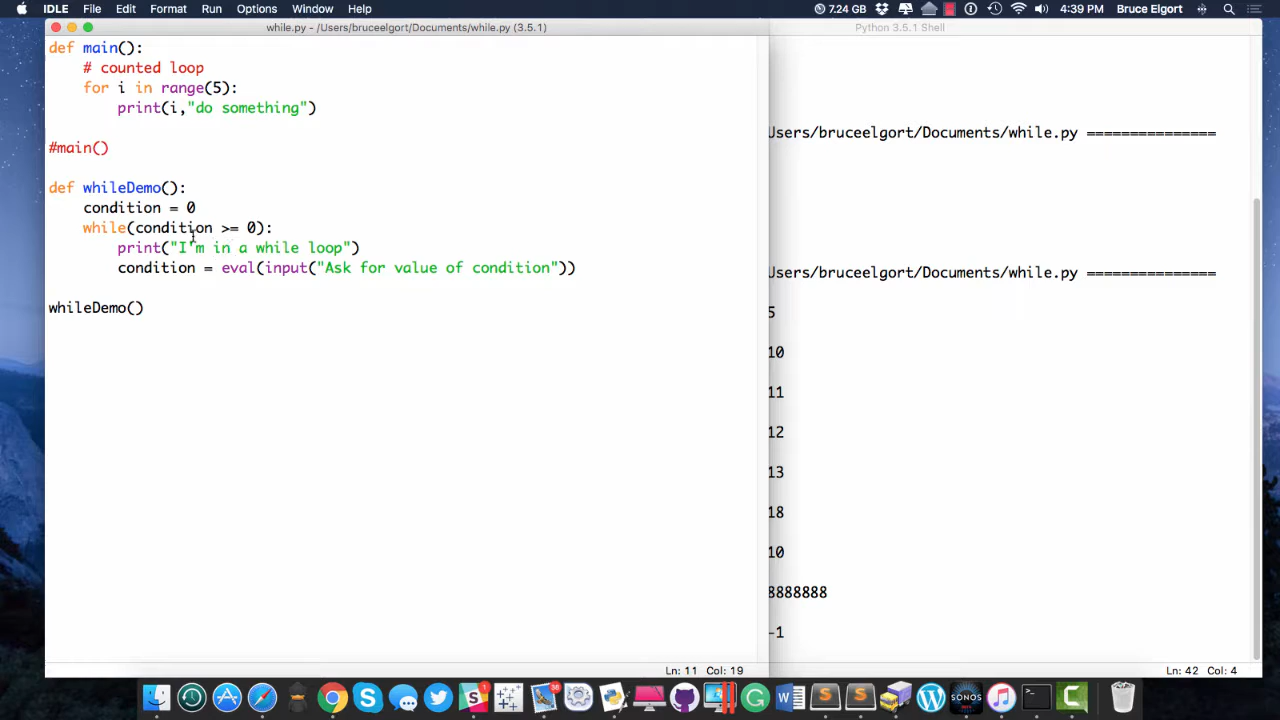 IDLE File Edit Format Run Options Window Help 7.24 GB 4:39 PM Bruce Elgort
while.py - /Users/bruceelgort/Documents/while.py (3.5.1)
def main():
# counted loop
for i in range(5):
print(i,"do something")
#main()
def whileDemo():
condition = 0
while(condition >= 0):
print("I'm in a while loop")
condition = eval(input("Ask for value of condition"))
whileDemo()
Ln: 11 Col: 19
Python 3.5.1 Shell
Users/bruceelgort/Documents/while.py ===============
Users/bruceelgort/Documents/while.py ===============
5
10
11
12
13
18
10
8888888
-1
Ln: 42 Col: 4
SONOS